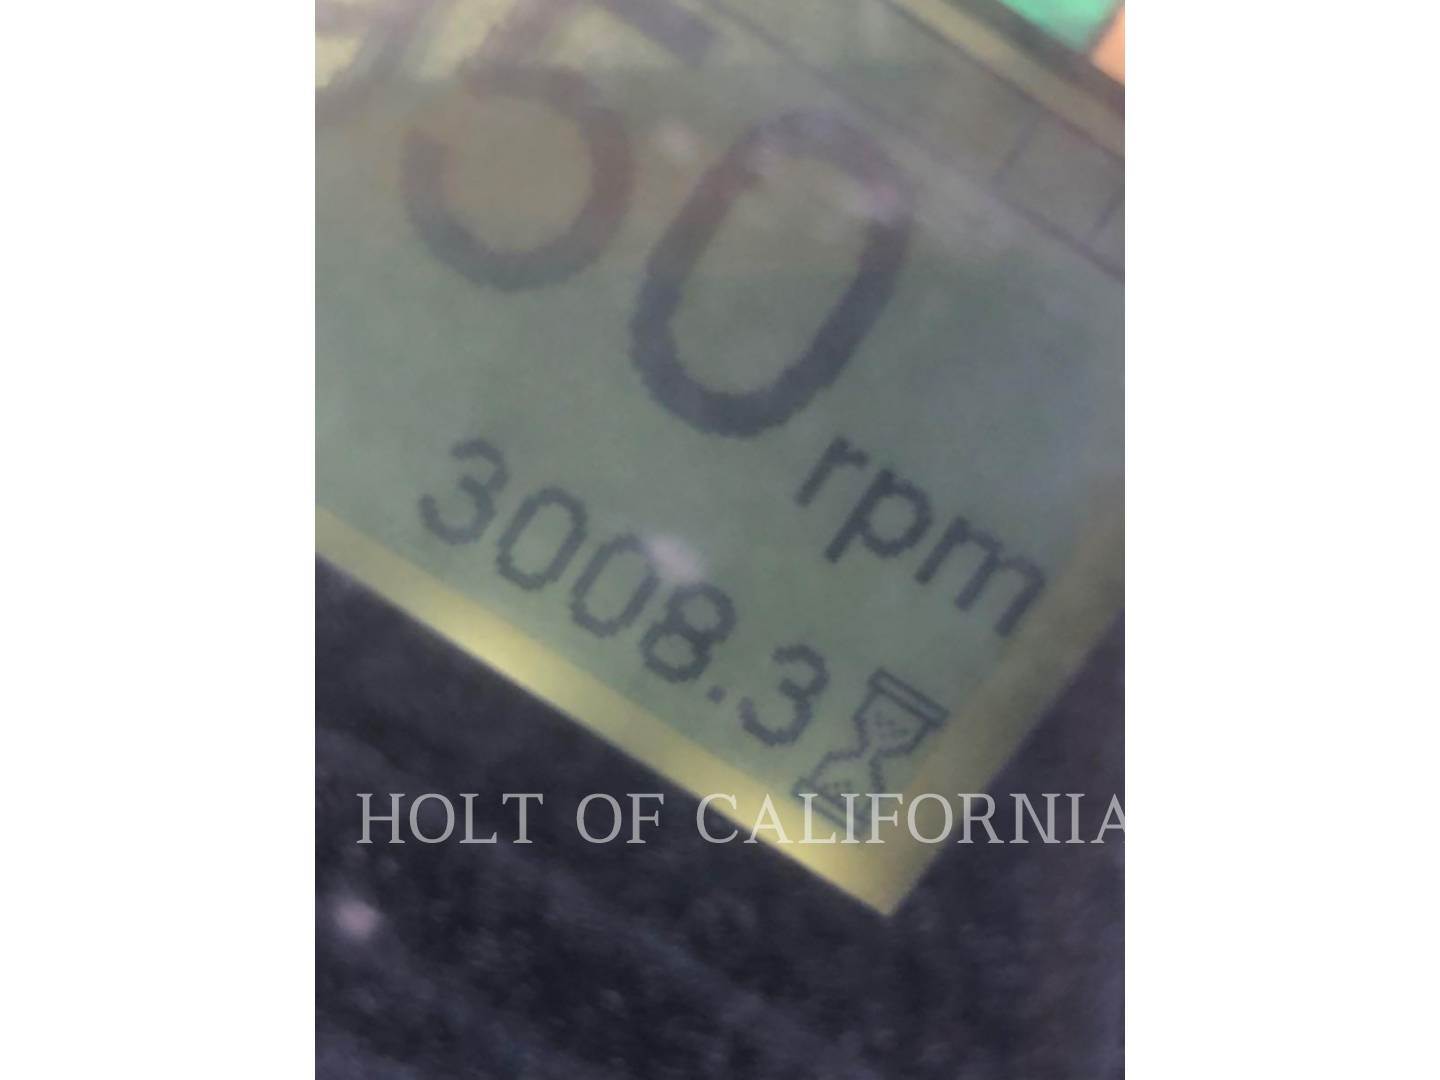 50
rpm
3008.3
HOLT OF CALIFORNIA